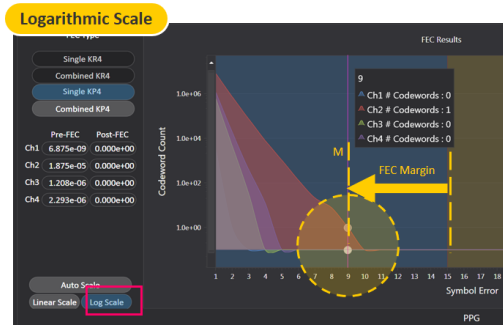 Logarithmic Scale
FEC Type
FEC Results
Single KR4
Combined KR4
Single KP4
Combined KP4
Pre-FEC Post-FEC
Ch1 6.875e-09 0.000e+00
Ch2 1.875e-05 0.000e+00
Ch3 1.208e-06 0.000e+00
Ch4 2.293e-06 0.000e+00
Auto Scale
Linear Scale Log Scale
Codeword Count
1.0e+06
1.0e+04
1.0e+02
1.0e+00
9
Ch1 # Codewords : 0
Ch2 # Codewords : 1
Ch3 # Codewords : 0
Ch4 # Codewords : 0
M
FEC Margin
1 2 3 4 5 6 7 8 9 10 11 12 13 14 15 16 17 18
Symbol Error
PPG